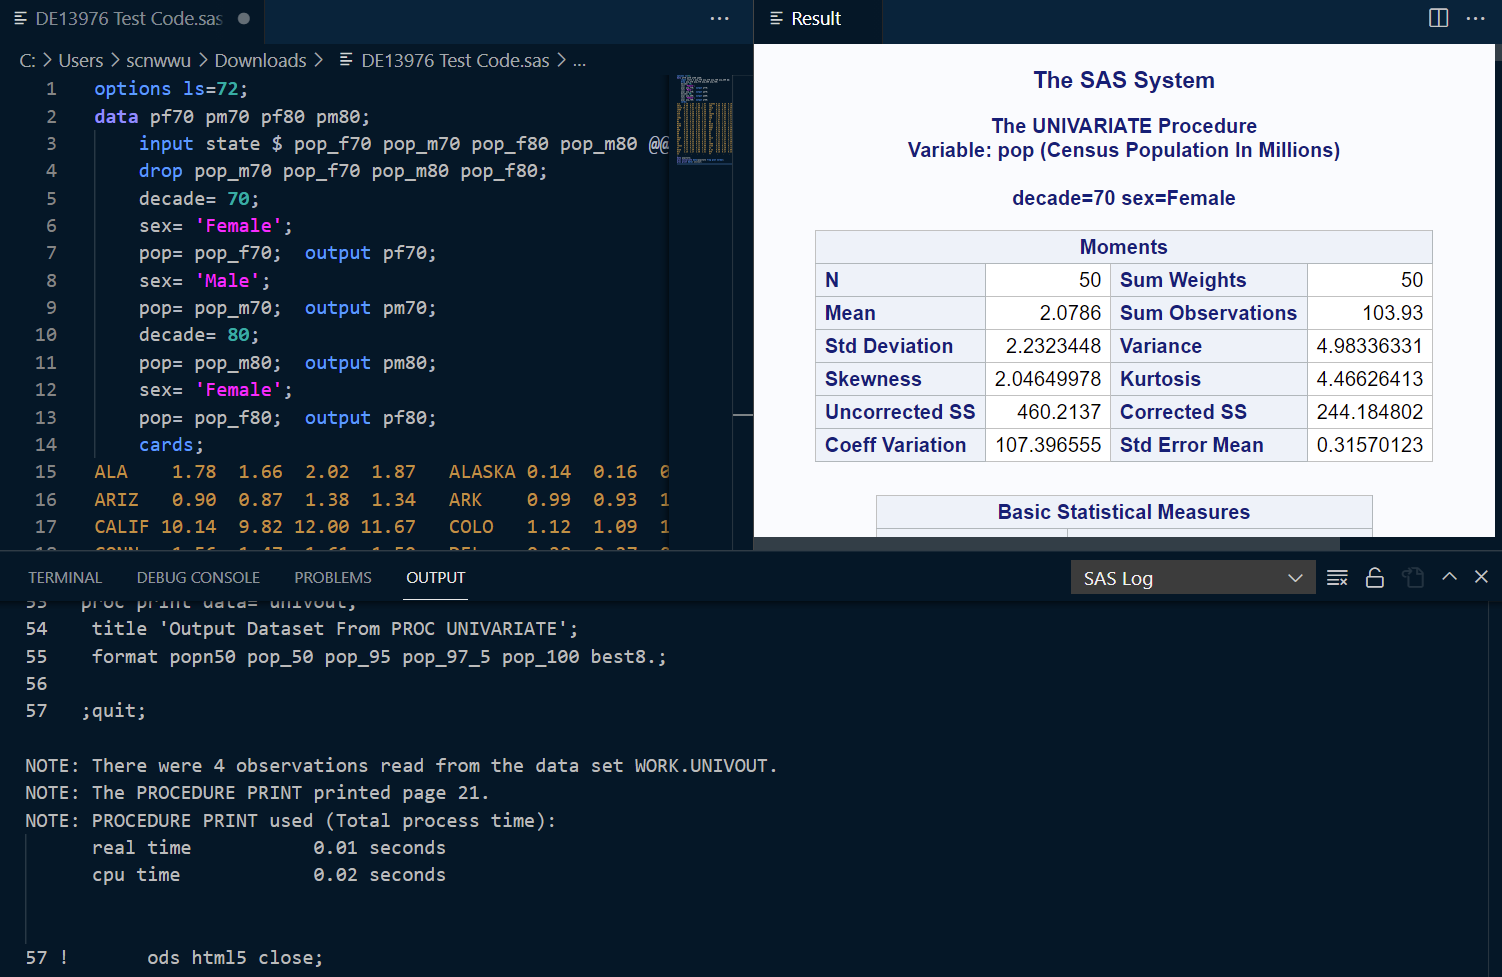 DE13976 Test Code.sas
C: > Users > scnwwu > Downloads > DE13976 Test Code.sas > ...
1 options ls=72;
2 data pf70 pm70 pf80 pm80;
3 input state $ pop_f70 pop_m70 pop_f80 pop_m80 @@
4 drop pop_m70 pop_f70 pop_m80 pop_f80;
5 decade= 70;
6 sex= 'Female';
7 pop= pop_f70; output pf70;
8 sex= 'Male';
9 pop= pop_m70; output pm70;
10 decade= 80;
11 pop= pop_m80; output pm80;
12 sex= 'Female';
13 pop= pop_f80; output pf80;
14 cards;
15 ALA 1.78 1.66 2.02 1.87 ALASKA 0.14 0.16 0
16 ARIZ 0.90 0.87 1.38 1.34 ARK 0.99 0.93 1
17 CALIF 10.14 9.82 12.00 11.67 COLO 1.12 1.09 1
Result
The SAS System
The UNIVARIATE Procedure
Variable: pop (Census Population In Millions)
decade=70 sex=Female
Moments
N 50 Sum Weights 50
Mean 2.0786 Sum Observations 103.93
Std Deviation 2.2323448 Variance 4.98336331
Skewness 2.04649978 Kurtosis 4.46626413
Uncorrected SS 460.2137 Corrected SS 244.184802
Coeff Variation 107.396555 Std Error Mean 0.31570123
Basic Statistical Measures
TERMINAL DEBUG CONSOLE PROBLEMS OUTPUT SAS Log
53 proc print data= univout;
54 title 'Output Dataset From PROC UNIVARIATE';
55 format popn50 pop_50 pop_95 pop_97_5 pop_100 best8.;
56
57 ;quit;
NOTE: There were 4 observations read from the data set WORK.UNIVOUT.
NOTE: The PROCEDURE PRINT printed page 21.
NOTE: PROCEDURE PRINT used (Total process time):
real time 0.01 seconds
cpu time 0.02 seconds
57 ! ods html5 close;